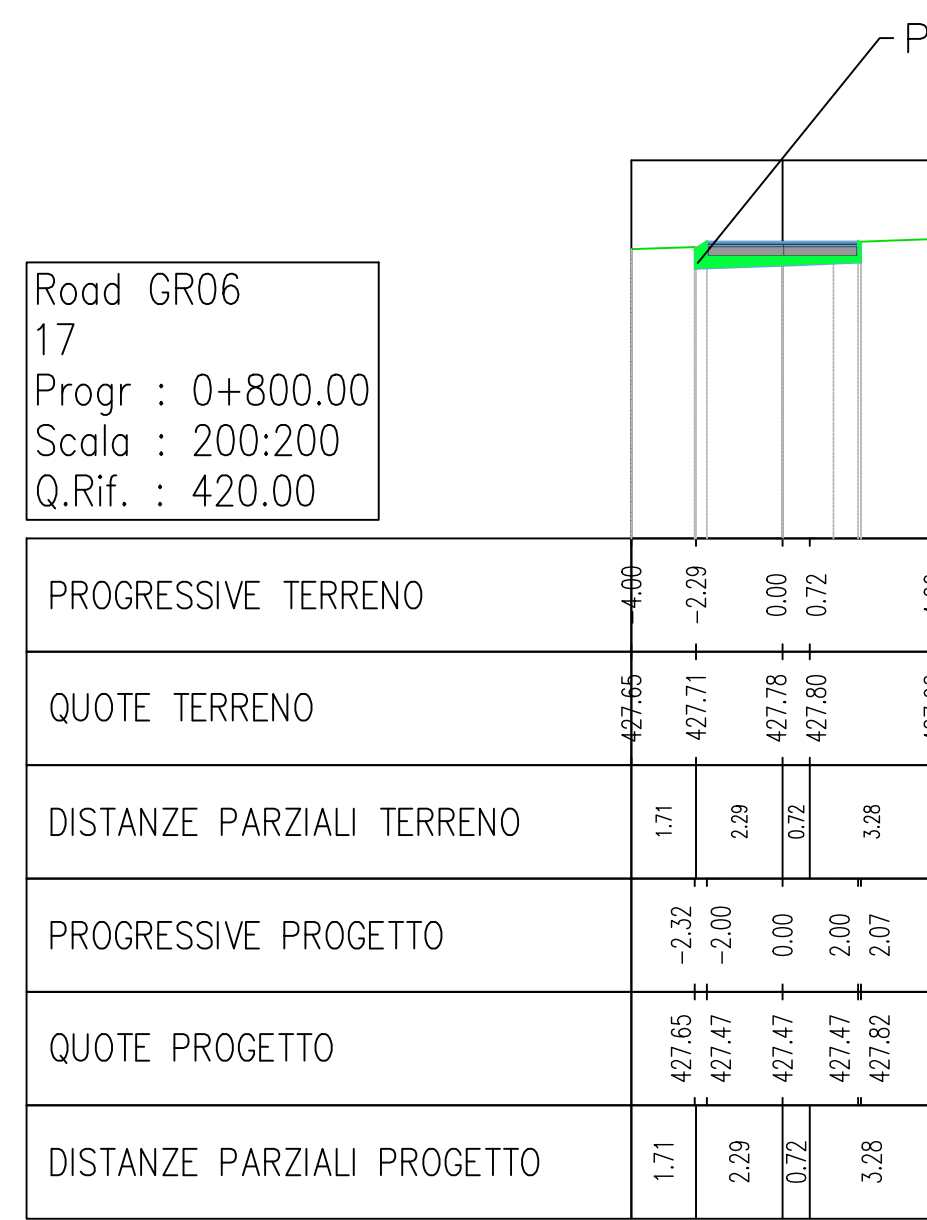 P
Road GR06
17
Progr : 0+800.00
Scala : 200:200
Q.Rif. : 420.00
PROGRESSIVE TERRENO -4.00 -2.29 0.00 0.72
QUOTE TERRENO 427.65 427.71 427.78 427.80
DISTANZE PARZIALI TERRENO 1.71 2.29 0.72 3.28
PROGRESSIVE PROGETTO -2.32 -2.00 0.00 2.00 2.07
QUOTE PROGETTO 427.65 427.47 427.47 427.47 427.82
DISTANZE PARZIALI PROGETTO 1.71 2.29 0.72 3.28